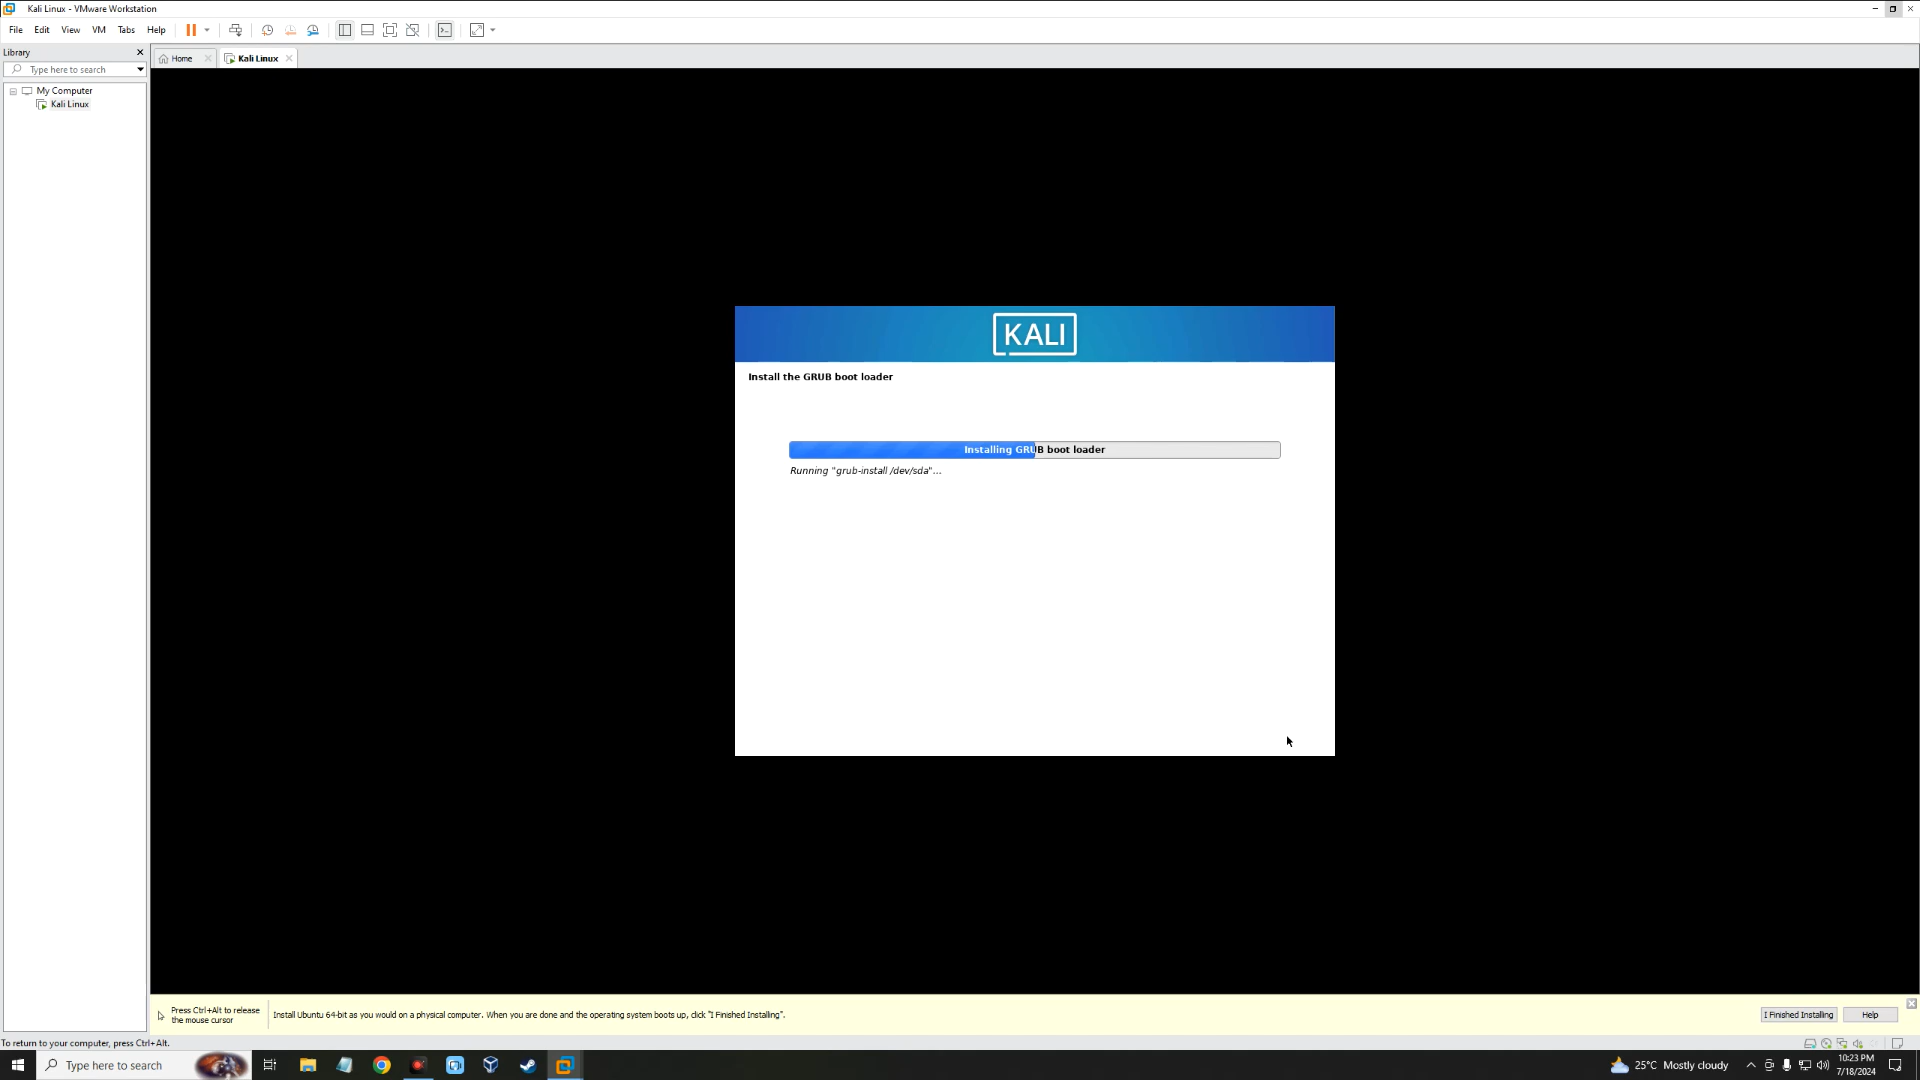 Kali Linux - VMware Workstation
File Edit View VM Tabs Help
Library
Type here to search
My Computer
Kali Linux
Home
Kali Linux
KALI
Install the GRUB boot loader
Installing GRUB boot loader
Running "grub-install /dev/sda"...
Press Ctrl+Alt to release
the mouse cursor
Install Ubuntu 64-bit as you would on a physical computer. When you are done and the operating system boots up, click "I Finished Installing".
I Finished Installing
Help
To return to your computer, press Ctrl+Alt.
Type here to search
25°C Mostly cloudy
10:23 PM
7/18/2024